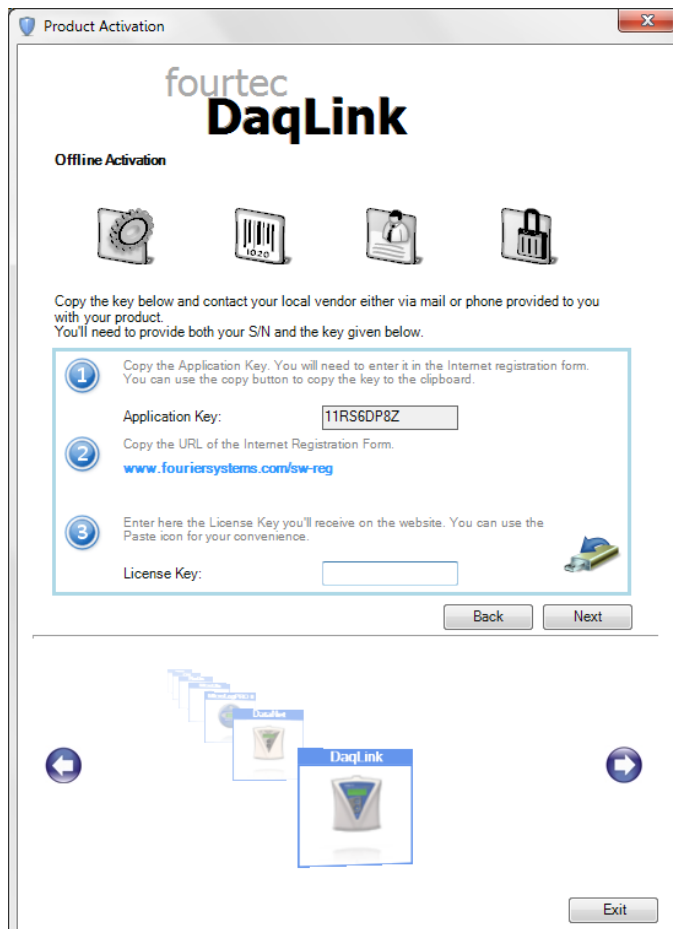 Product Activation
fourtec
DaqLink
Offline Activation
1020
Copy the key below and contact your local vendor either via mail or phone provided to you
with your product.
You'll need to provide both your S/N and the key given below.
1
Copy the Application Key. You will need to enter it in the Internet registration form.
You can use the copy button to copy the key to the clipboard.
Application Key:
11RS6DP8Z
2
Copy the URL of the Internet Registration Form.
www.fouriersystems.com/sw-reg
3
Enter here the License Key you'll receive on the website. You can use the
Paste icon for your convenience.
License Key:
Back
Next
DaqLink
Exit